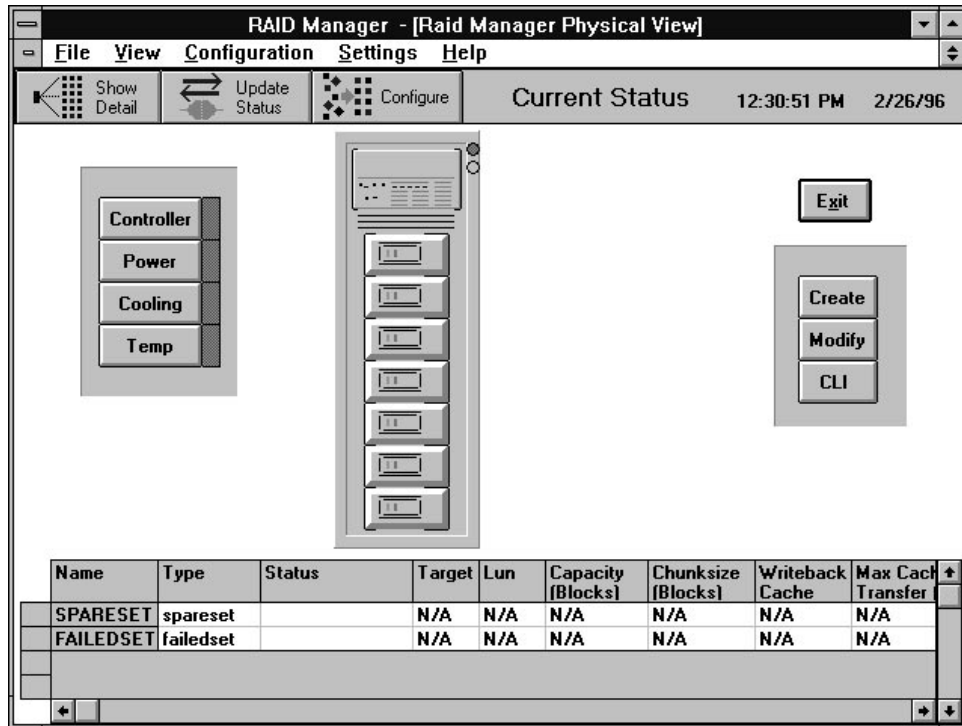 RAID Manager - [Raid Manager Physical View]
File View Configuration Settings Help
Show Detail
Update Status
Configure
Current Status 12:30:51 PM 2/26/96
Controller
Power
Cooling
Temp
Exit
Create
Modify
CLI
Name Type Status Target Lun Capacity (Blocks) Chunksize (Blocks) Writeback Cache Max Cach Transfer (
SPARESET spareset N/A N/A N/A N/A N/A N/A
FAILEDSET failedset N/A N/A N/A N/A N/A N/A